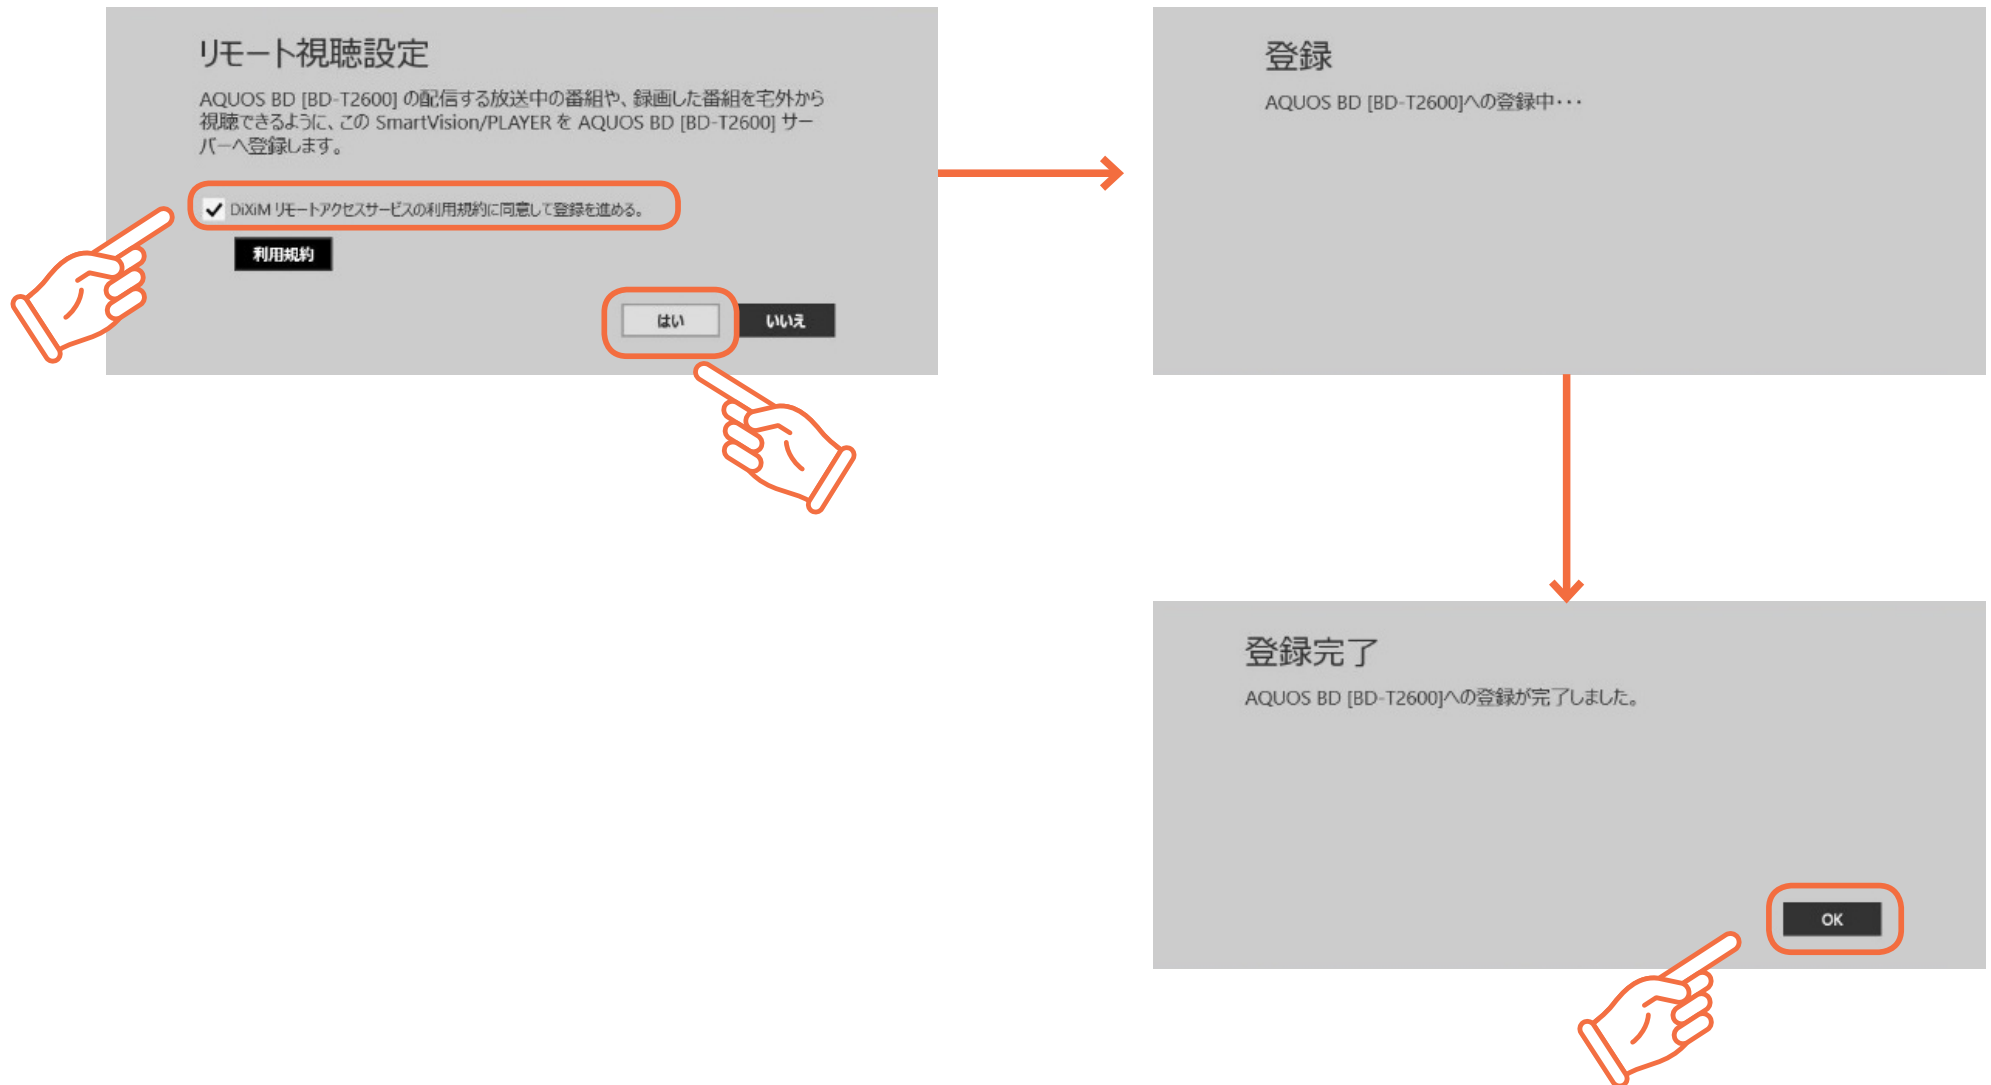 リモート視聴設定
AQUOS BD [BD-T2600] の配信する放送中の番組や、録画した番組を宅外から
視聴できるように、この SmartVision/PLAYER を AQUOS BD [BD-T2600] サー
バーへ登録します。
DiXiM リモートアクセスサービスの利用規約に同意して登録を進める。
利用規約
はい
いいえ
登録
AQUOS BD [BD-T2600]への登録中・・・
登録完了
AQUOS BD [BD-T2600]への登録が完了しました。
OK